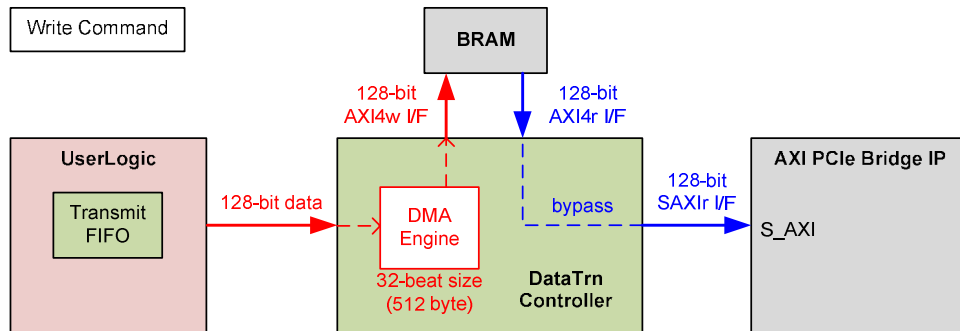 Write Command
BRAM
128-bit
AXI4w I/F
128-bit
AXI4r I/F
UserLogic
Transmit
FIFO
128-bit data
DMA
Engine
32-beat size
(512 byte)
bypass
DataTrn
Controller
128-bit
SAXIr I/F
AXI PCIe Bridge IP
S_AXI